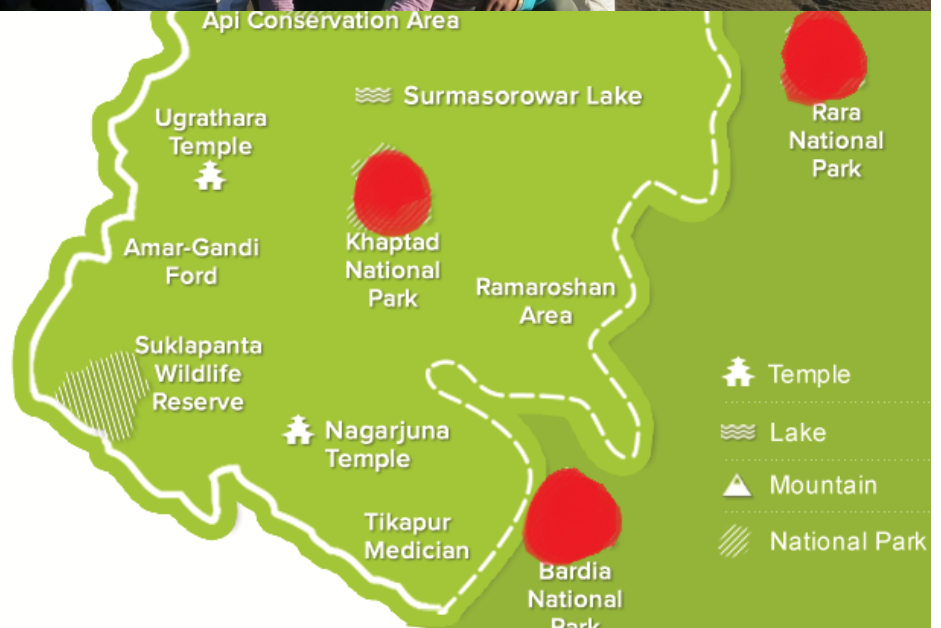 Api Conservation Area
Surmasorowar Lake
Ugrathara
Temple
Rara
National
Park
Khaptad
National
Park
Amar-Gandi
Ford
Ramaroshan
Area
Suklapanta
Wildlife
Reserve
Temple
Nagarjuna
Temple
Lake
Mountain
Tikapur
Medician
National Park
Bardia
National
Park